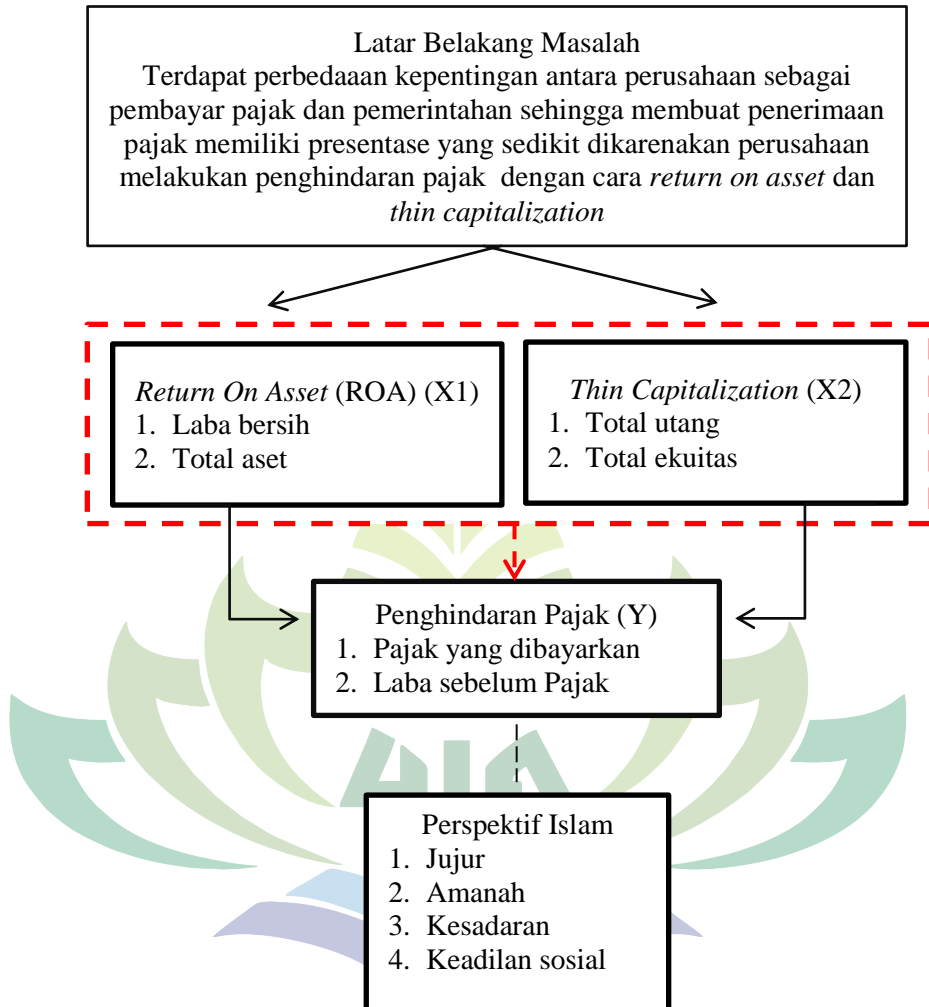 Latar Belakang Masalah
Terdapat perbedaaan kepentingan antara perusahaan sebagai
pembayar pajak dan pemerintahan sehingga membuat penerimaan
pajak memiliki presentase yang sedikit dikarenakan perusahaan
melakukan penghindaran pajak dengan cara return on asset dan
thin capitalization
Return On Asset (ROA) (X1)
1. Laba bersih
2. Total aset
Thin Capitalization (X2)
1. Total utang
2. Total ekuitas
Penghindaran Pajak (Y)
1. Pajak yang dibayarkan
2. Laba sebelum Pajak
Perspektif Islam
1. Jujur
2. Amanah
3. Kesadaran
4. Keadilan sosial